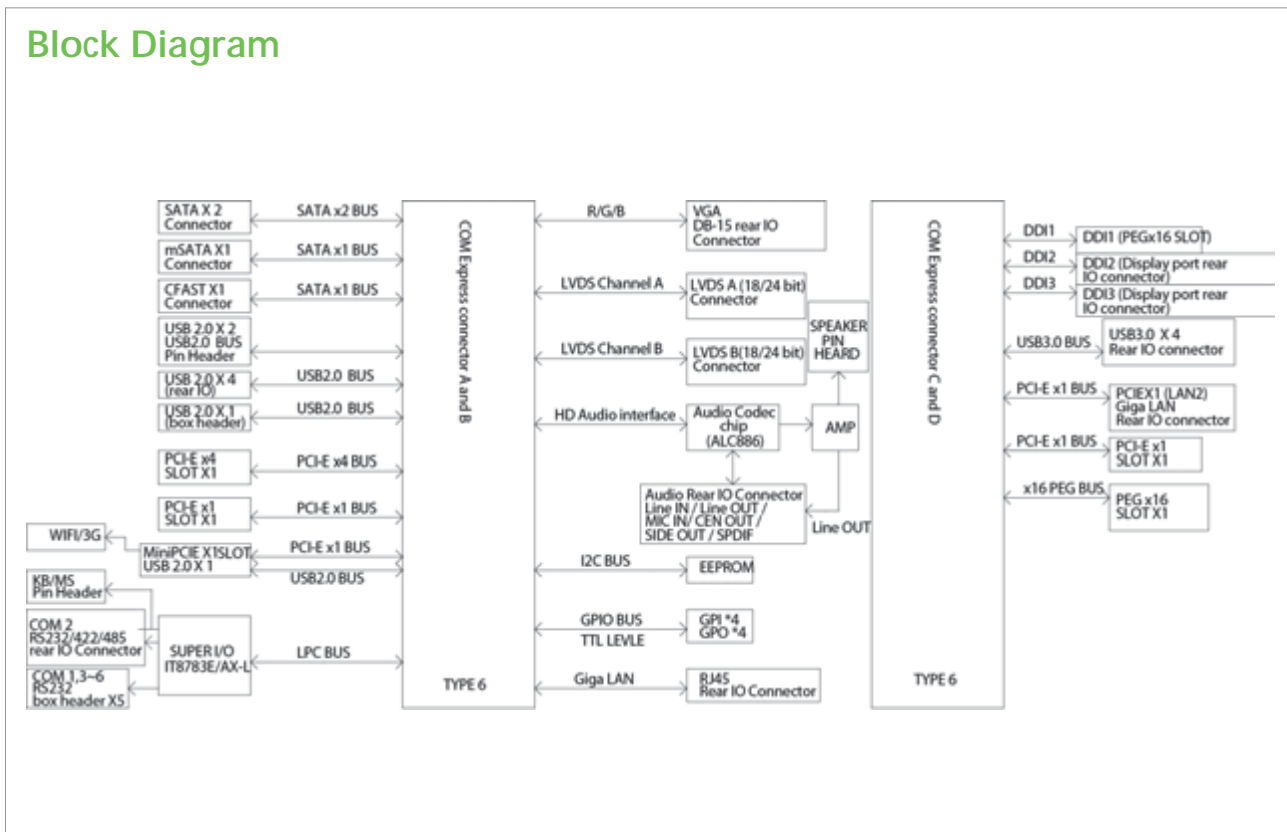 Block Diagram
SATA X 2
Connector
SATA x2 BUS
mSATA X1
Connector
SATA x1 BUS
CFAST X1
Connector
SATA x1 BUS
USB 2.0 X 2
USB2.0 BUS
Pin Header
USB 2.0 X 4
(rear IO)
USB2.0 BUS
USB 2.0 X 1
(box header)
USB2.0 BUS
PCI-E x4
SLOT X1
PCI-E x4 BUS
PCI-E x1
SLOT X1
PCI-E x1 BUS
WIFI/3G
MiniPCIE X1SLOT
USB 2.0 X 1
PCI-E x1 BUS
USB2.0 BUS
KB/MS
Pin Header
COM 2
RS232/422/485
rear IO Connector
COM 1,3~6
RS232
box header X5
SUPER I/O
IT8783E/AX-L
LPC BUS
COM Express connector A and B
TYPE 6
R/G/B
VGA
DB-15 rear IO
Connector
LVDS Channel A
LVDS A (18/24 bit)
Connector
LVDS Channel B
LVDS B(18/24 bit)
Connector
SPEAKER
PIN
HEARD
HD Audio interface
Audio Codec
chip
(ALC886)
AMP
Audio Rear IO Connector
Line IN / Line OUT /
MIC IN/ CEN OUT /
SIDE OUT / SPDIF
Line OUT
I2C BUS
EEPROM
GPIO BUS
TTL LEVLE
GPI *4
GPO *4
Giga LAN
RJ45
Rear IO Connector
COM Express connector C and D
TYPE 6
DDI1
DDI1 (PEGx16 SLOT)
DDI2
DDI2 (Display port rear
IO connector)
DDI3
DDI3 (Display port rear
IO connector)
USB3.0 BUS
USB3.0 X 4
Rear IO connector
PCI-E x1 BUS
PCIEX1 (LAN2)
Giga LAN
Rear IO connector
PCI-E x1 BUS
PCI-E x1
SLOT X1
x16 PEG BUS
PEG x16
SLOT X1